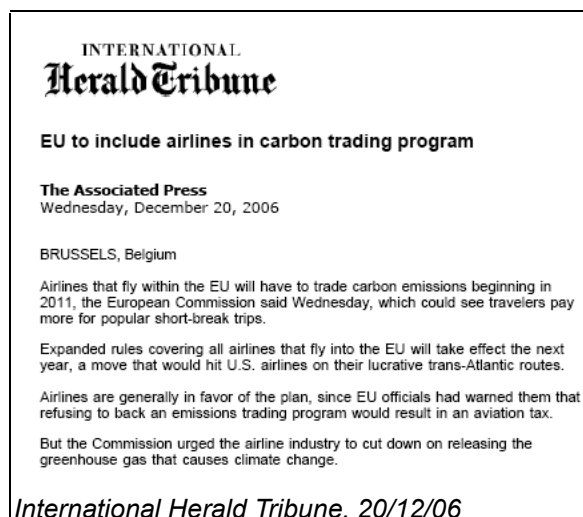 INTERNATIONAL
Herald Tribune
EU to include airlines in carbon trading program
The Associated Press
Wednesday, December 20, 2006
BRUSSELS, Belgium
Airlines that fly within the EU will have to trade carbon emissions beginning in
2011, the European Commission said Wednesday, which could see travelers pay
more for popular short-break trips.
Expanded rules covering all airlines that fly into the EU will take effect the next
year, a move that would hit U.S. airlines on their lucrative trans-Atlantic routes.
Airlines are generally in favor of the plan, since EU officials had warned them that
refusing to back an emissions trading program would result in an aviation tax.
But the Commission urged the airline industry to cut down on releasing the
greenhouse gas that causes climate change.
International Herald Tribune, 20/12/06